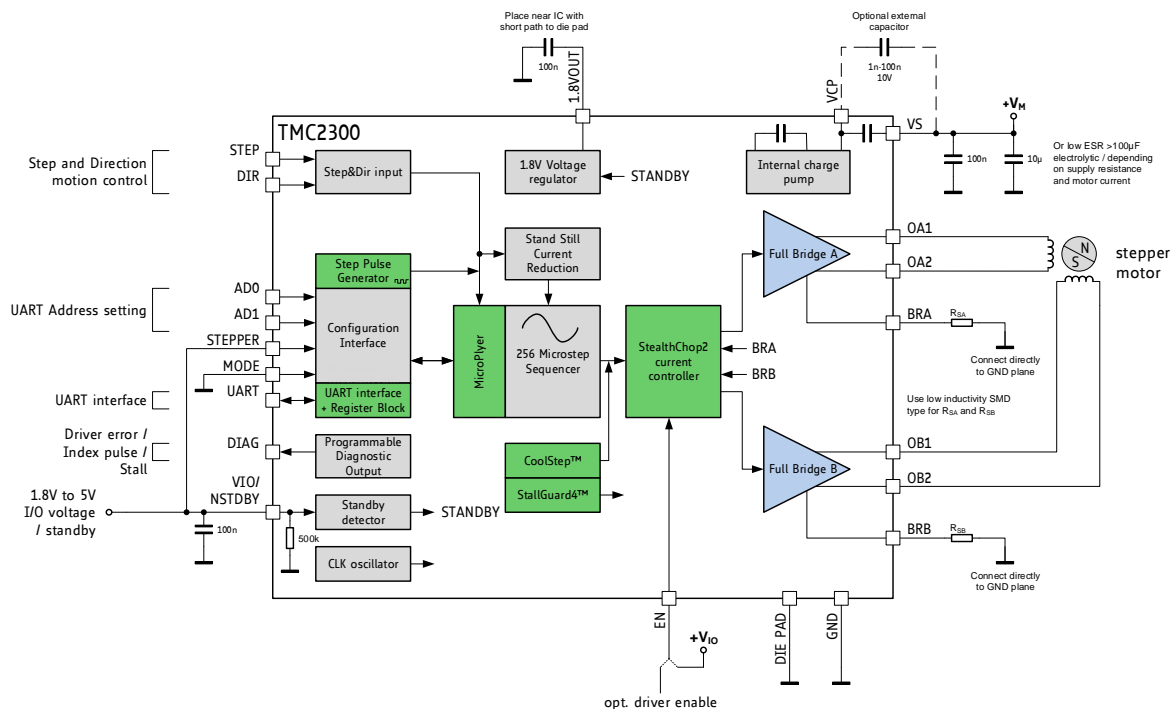 Place near IC with
short path to die pad
100n
1.8VOUT
Optional external
capacitor
1n-100n
10V
VCP
+VM
VS
100n
10µ
Or low ESR >100µF
electrolytic / depending
on supply resistance
and motor current
TMC2300
Step and Direction
motion control
STEP
DIR
Step&Dir input
1.8V Voltage
regulator
STANDBY
Internal charge
pump
Stand Still
Current
Reduction
Step Pulse
Generator
Full Bridge A
OA1
OA2
N
S
stepper
motor
UART Address setting
AD0
AD1
STEPPER
MODE
UART
Configuration
Interface
UART interface
+ Register Block
MicroPlyer
256 Microstep
Sequencer
StealthChop2
current
controller
BRA
BRB
BRA
RSA
Connect directly
to GND plane
Use low inductivity SMD
type for RSA and RSB
UART interface
Driver error /
Index pulse /
Stall
DIAG
Programmable
Diagnostic
Output
CoolStep™
StallGuard4™
Full Bridge B
OB1
OB2
1.8V to 5V
I/O voltage
/ standby
VIO/
NSTDBY
100n
500k
Standby
detector
STANDBY
CLK oscillator
BRB
RSB
Connect directly
to GND plane
EN
+VIO
opt. driver enable
DIE PAD
GND